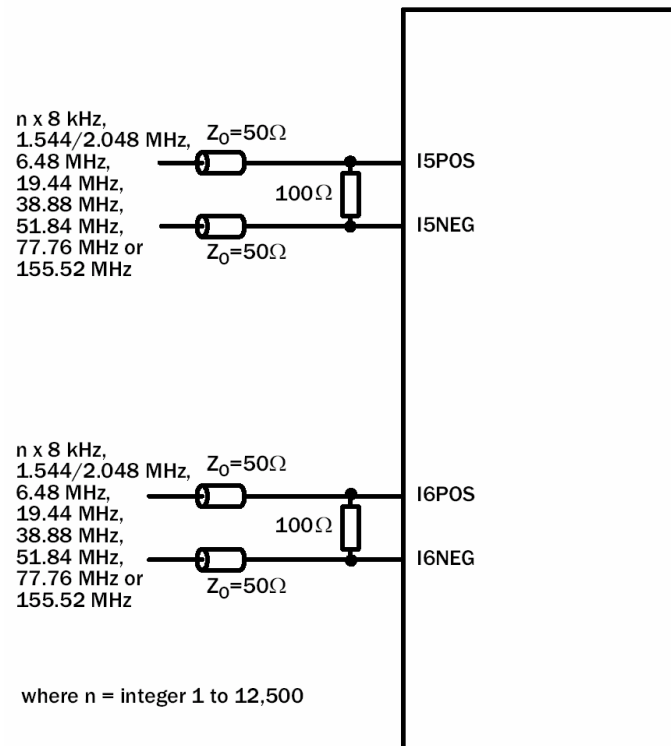 n x 8 kHz,
1.544/2.048 MHz,
6.48 MHz,
19.44 MHz,
38.88 MHz,
51.84 MHz,
77.76 MHz or
155.52 MHz
Z₀=50Ω
I5POS
100Ω
I5NEG
Z₀=50Ω
n x 8 kHz,
1.544/2.048 MHz,
6.48 MHz,
19.44 MHz,
38.88 MHz,
51.84 MHz,
77.76 MHz or
155.52 MHz
Z₀=50Ω
I6POS
100Ω
I6NEG
Z₀=50Ω
where n = integer 1 to 12,500